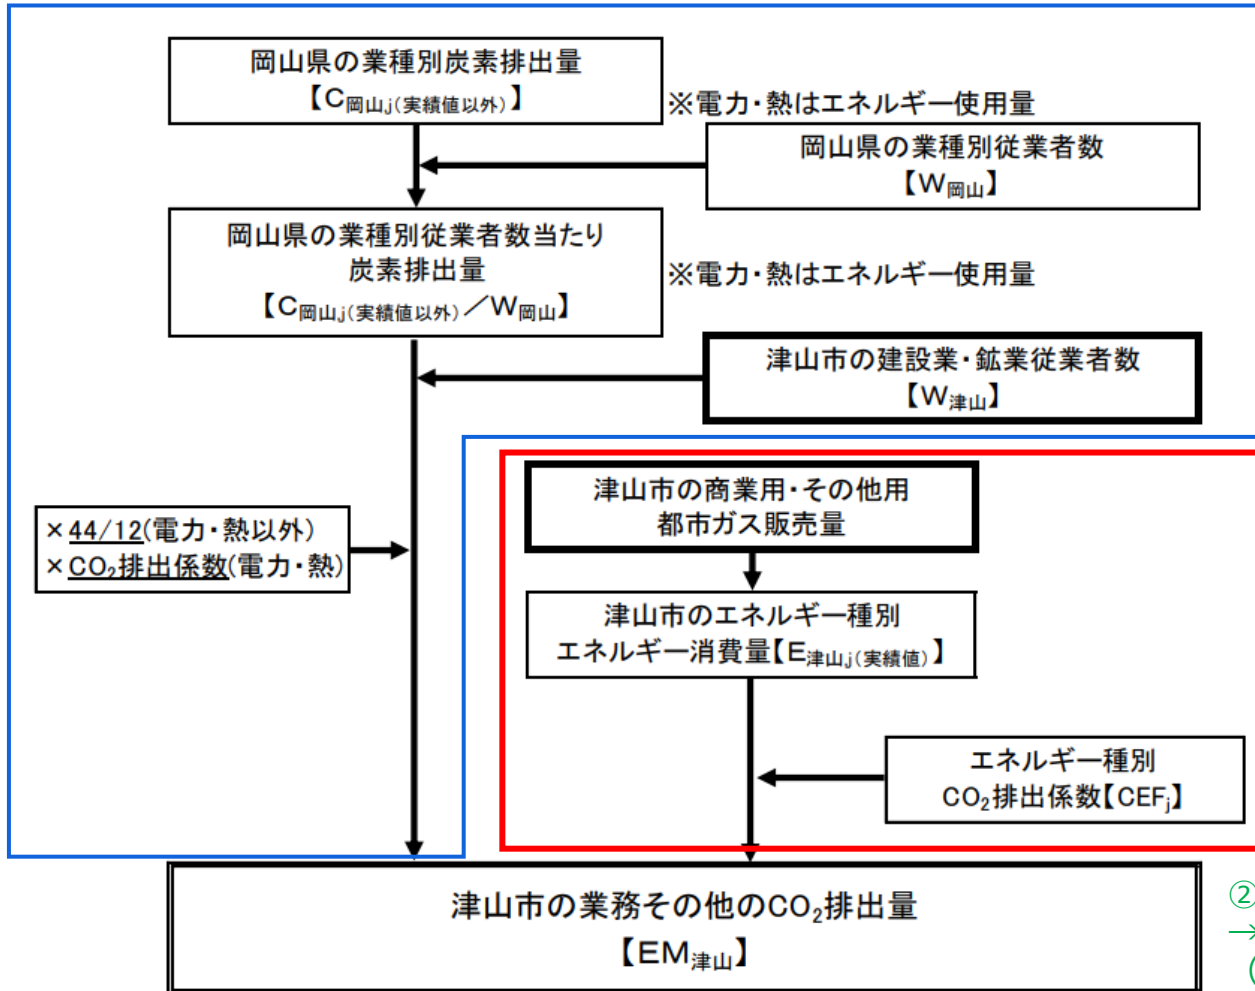 岡山県の業種別炭素排出量
【C岡山j(実績値以外)】
※電力・熱はエネルギー使用量
岡山県の業種別従業者数
【W岡山】
岡山県の業種別従業者数当たり
炭素排出量
【C岡山j(実績値以外)／W岡山】
※電力・熱はエネルギー使用量
津山市の建設業・鉱業従業者数
【W津山】
津山市の商業用・その他用
都市ガス販売量
×44/12(電力・熱以外)
×CO₂排出係数(電力・熱)
津山市のエネルギー種別
エネルギー消費量【E津山j(実績値)】
エネルギー種別
CO₂排出係数【CEFj】
津山市の業務その他のCO₂排出量
【EM津山】
②
→
(